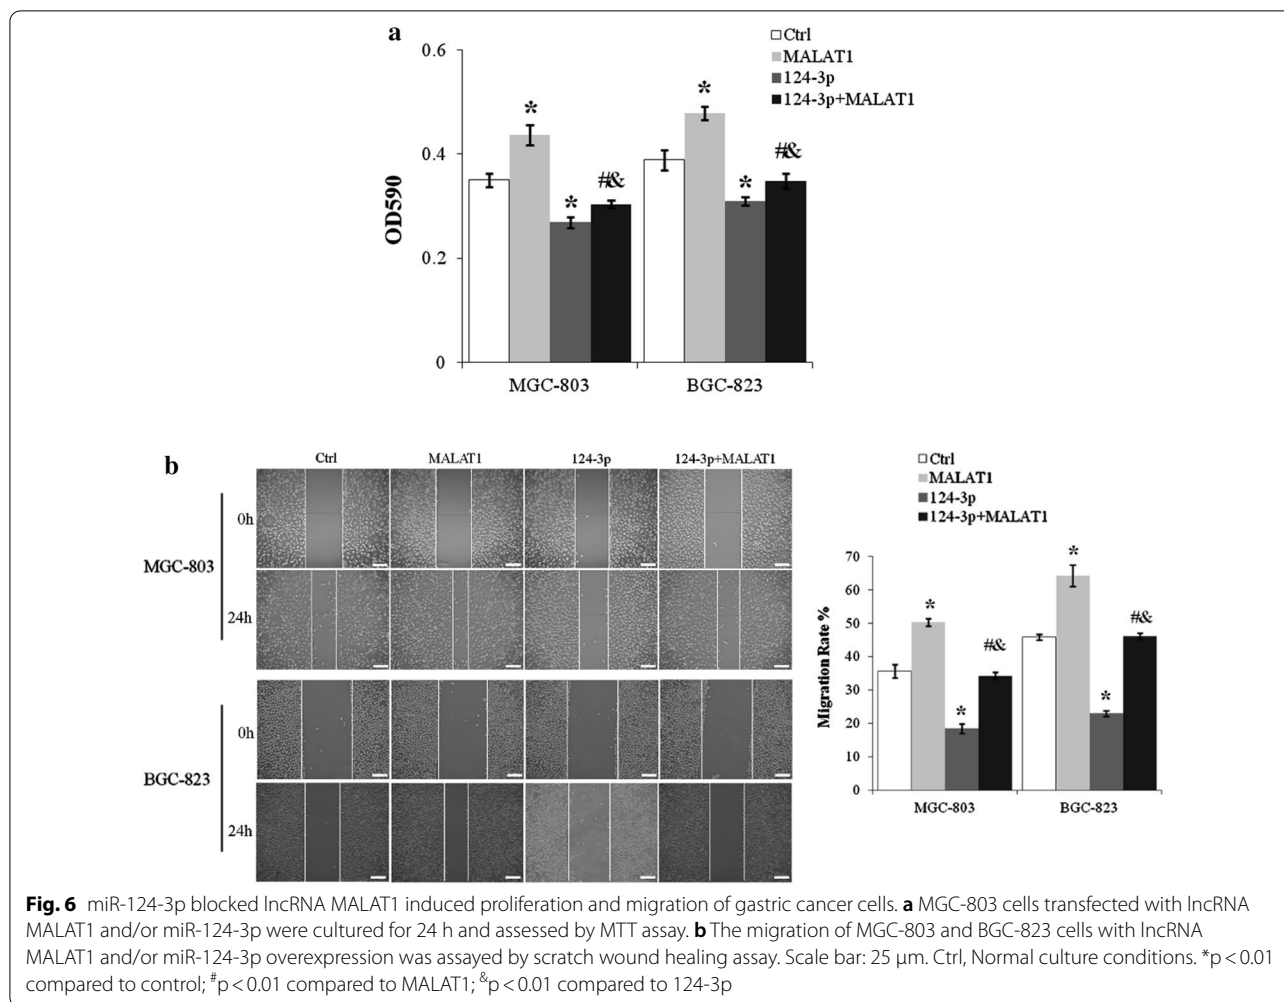 a
Ctrl
MALAT1
124-3p
124-3p+MALAT1
0.6
0.4
0.2
0
OD590
*
*
#&
*
*
#&
MGC-803
BGC-823
b
Ctrl
MALAT1
124-3p
124-3p+MALAT1
MGC-803
0h
24h
BGC-823
0h
24h
Ctrl
MALAT1
124-3p
124-3p+MALAT1
Migration Rate %
70
60
50
40
30
20
10
0
*
*
#&
*
*
#&
MGC-803
BGC-823
Fig. 6 miR-124-3p blocked lncRNA MALAT1 induced proliferation and migration of gastric cancer cells. a MGC-803 cells transfected with lncRNA
MALAT1 and/or miR-124-3p were cultured for 24 h and assessed by MTT assay. b The migration of MGC-803 and BGC-823 cells with lncRNA
MALAT1 and/or miR-124-3p overexpression was assayed by scratch wound healing assay. Scale bar: 25 μm. Ctrl, Normal culture conditions. *p < 0.01
compared to control; #p < 0.01 compared to MALAT1; &p < 0.01 compared to 124-3p